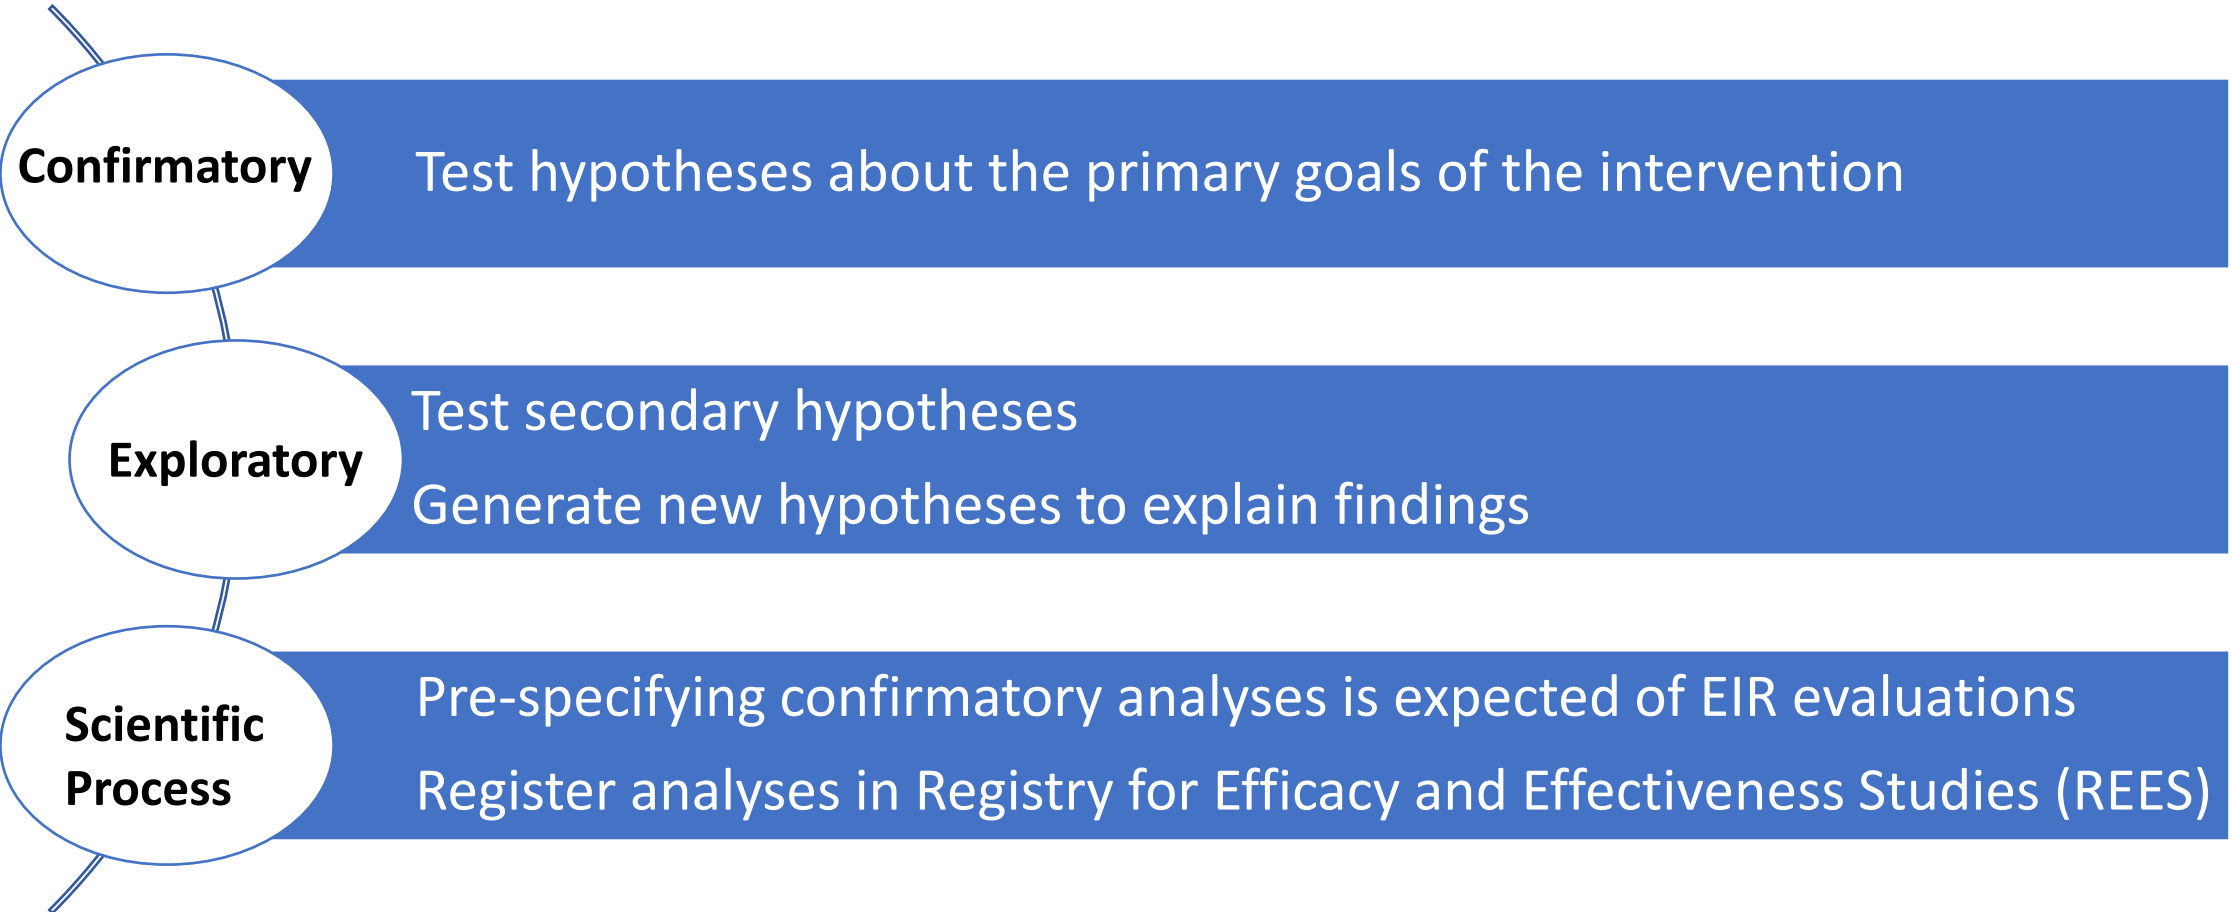 Confirmatory
Test hypotheses about the primary goals of the intervention
Exploratory
Test secondary hypotheses
Generate new hypotheses to explain findings
Scientific
Process
Pre-specifying confirmatory analyses is expected of EIR evaluations
Register analyses in Registry for Efficacy and Effectiveness Studies (REES)